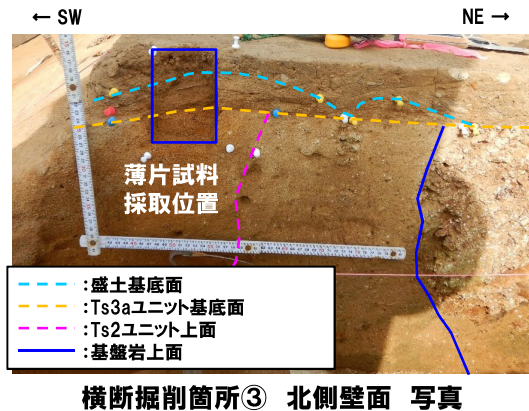 ← SW
NE →
薄片試料
採取位置
:盛土基底面
:Ts3aユニット基底面
:Ts2ユニット上面
:基盤岩上面
横断掘削箇所③ 北側壁面 写真